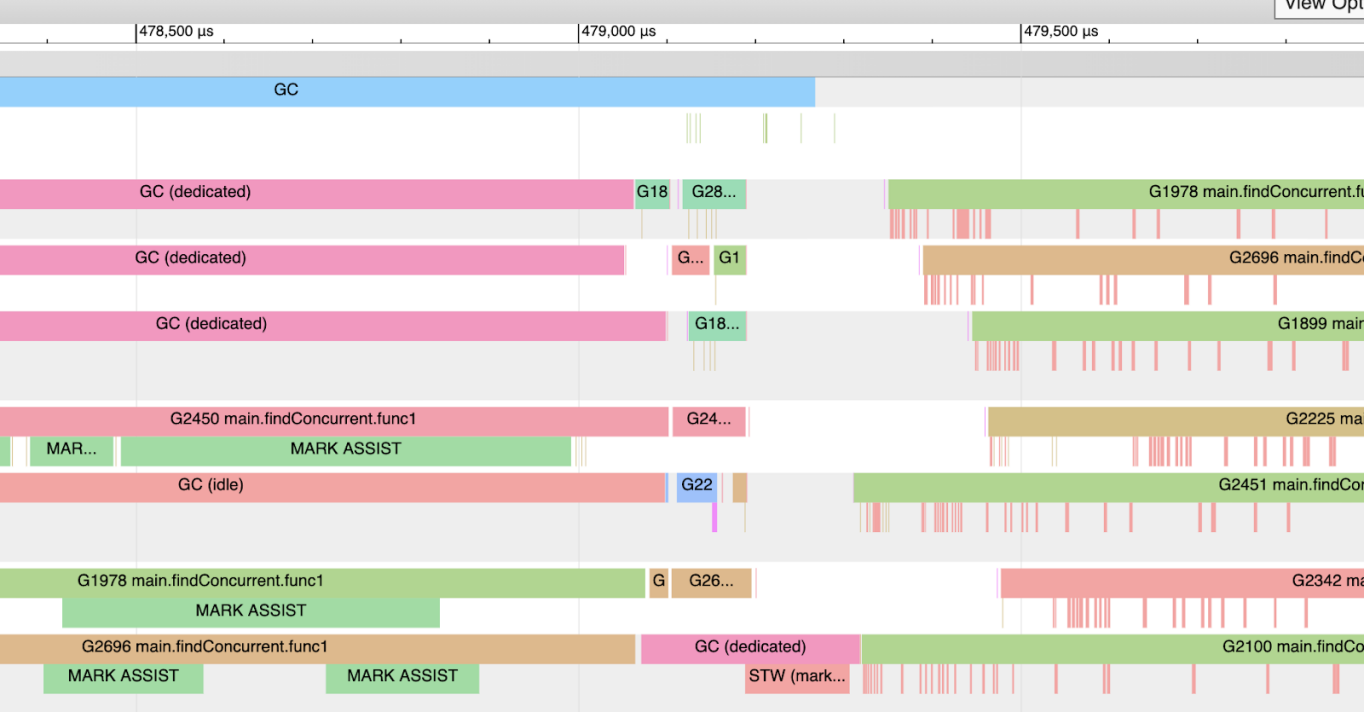 View Opt
478,500 µs 479,000 µs 479,500 µs
GC
GC (dedicated) G18 G28... G1978 main.findConcurrent.fu
GC (dedicated) G... G1 G2696 main.findCo
GC (dedicated) G18... G1899 main
G2450 main.findConcurrent.func1 G24... G2225 ma
MAR... MARK ASSIST
GC (idle) G22 G2451 main.findCon
G1978 main.findConcurrent.func1 G G26... G2342 ma
MARK ASSIST
G2696 main.findConcurrent.func1 GC (dedicated) G2100 main.findCo
MARK ASSIST MARK ASSIST STW (mark...